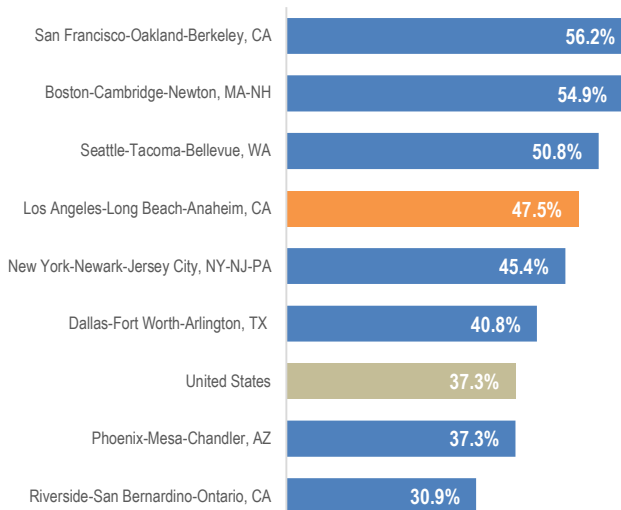 San Francisco-Oakland-Berkeley, CA 56.2%
Boston-Cambridge-Newton, MA-NH 54.9%
Seattle-Tacoma-Bellevue, WA 50.8%
Los Angeles-Long Beach-Anaheim, CA 47.5%
New York-Newark-Jersey City, NY-NJ-PA 45.4%
Dallas-Fort Worth-Arlington, TX 40.8%
United States 37.3%
Phoenix-Mesa-Chandler, AZ 37.3%
Riverside-San Bernardino-Ontario, CA 30.9%